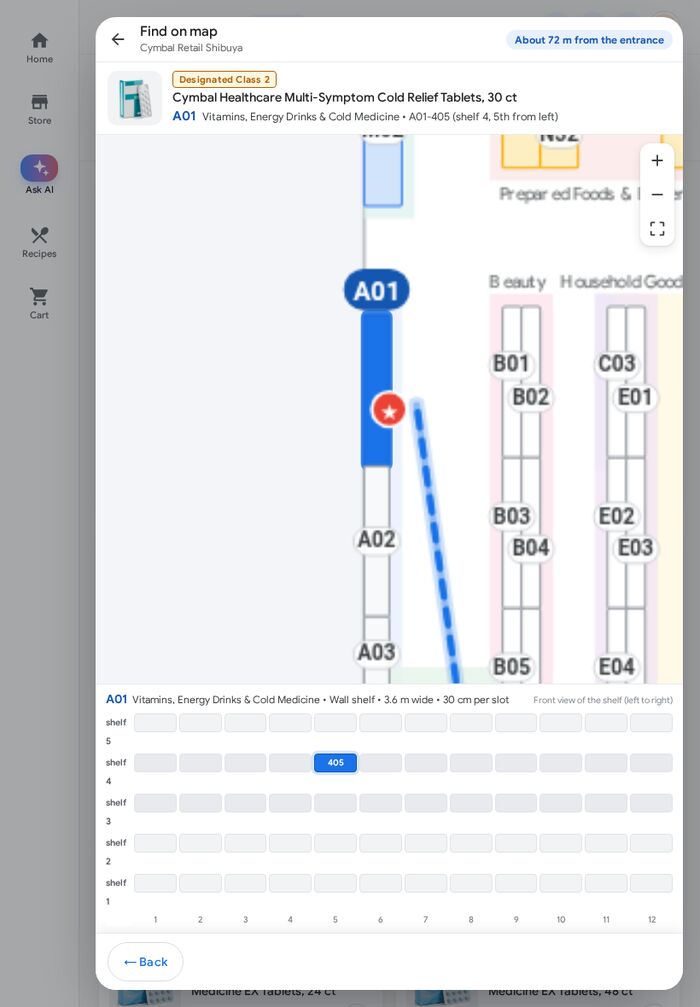 Find on map
Cymbal Retail Shibuya
About 72 m from the entrance
Home
Store
Ask AI
Recipes
Cart
Designated Class 2
Cymbal Healthcare Multi-Symptom Cold Relief Tablets, 30 ct
A01 Vitamins, Energy Drinks & Cold Medicine • A01-405 (shelf 4, 5th from left)
N32
Prepared Foods &
A01
Beauty Household Good
B01 C03
B02 E01
B03 E02
A02 B04 E03
A03 B05 E04
A01 Vitamins, Energy Drinks & Cold Medicine • Wall shelf • 3.6 m wide • 30 cm per slot Front view of the shelf (left to right)
shelf
5
shelf 405
4
shelf
3
shelf
2
shelf
1
1 2 3 4 5 6 7 8 9 10 11 12
← Back
Medicine EX Tablets, 24 ct Medicine EX Tablets, 48 ct